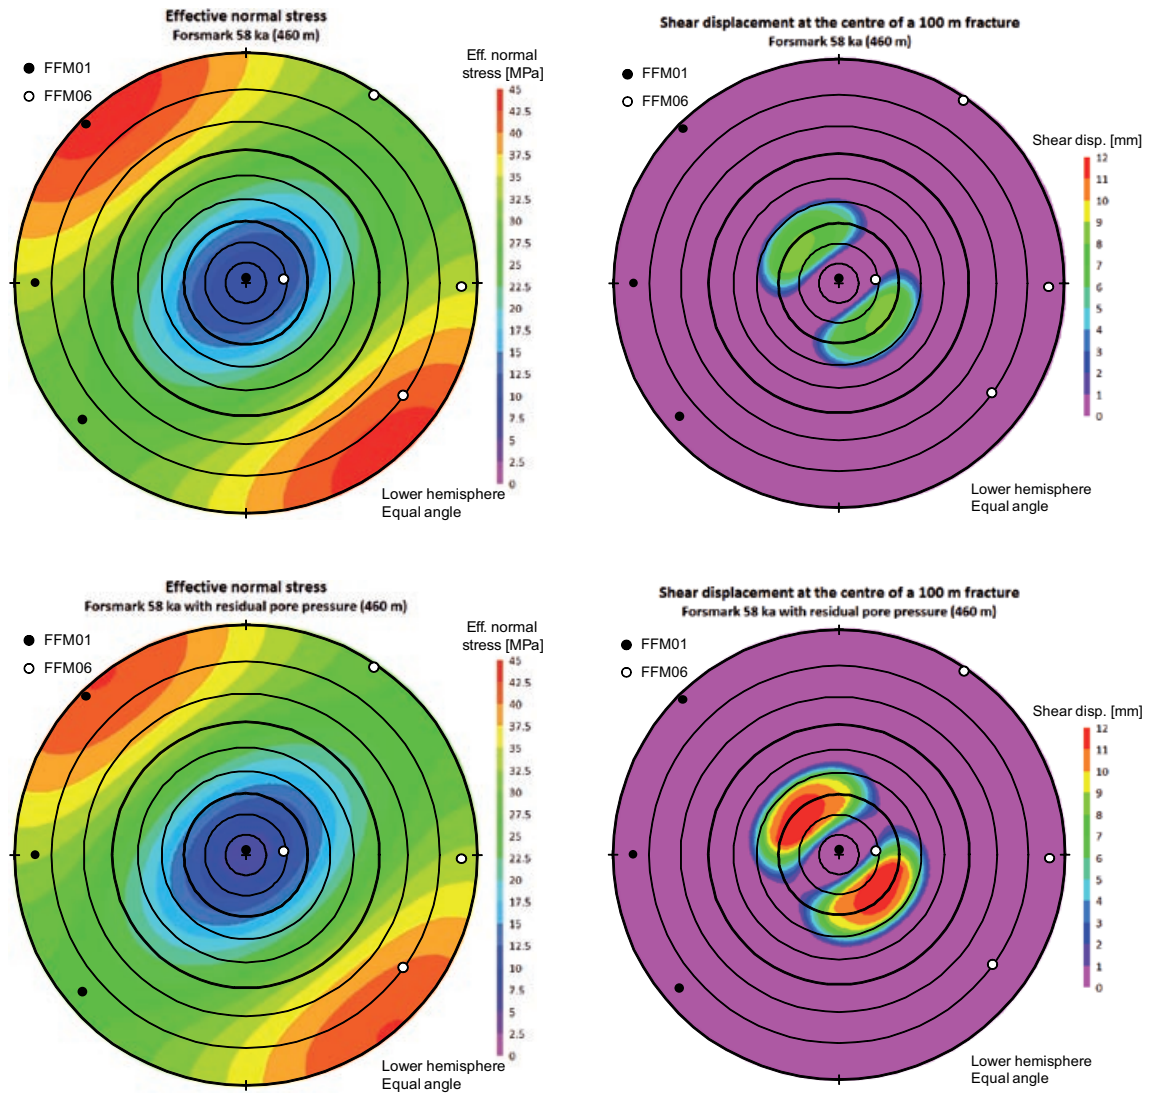 Effective normal stress
Forsmark 58 ka (460 m)
FFM01
FFM06
Eff. normal
stress [MPa]
45
42.5
40
37.5
35
32.5
30
27.5
25
22.5
20
17.5
15
12.5
10
7.5
5
2.5
0
Lower hemisphere
Equal angle
Shear displacement at the centre of a 100 m fracture
Forsmark 58 ka (460 m)
FFM01
FFM06
Shear disp. [mm]
12
11
10
9
8
7
6
5
4
3
2
1
0
Lower hemisphere
Equal angle
Effective normal stress
Forsmark 58 ka with residual pore pressure (460 m)
FFM01
FFM06
Eff. normal
stress [MPa]
45
42.5
40
37.5
35
32.5
30
27.5
25
22.5
20
17.5
15
12.5
10
7.5
5
2.5
0
Lower hemisphere
Equal angle
Shear displacement at the centre of a 100 m fracture
Forsmark 58 ka with residual pore pressure (460 m)
FFM01
FFM06
Shear disp. [mm]
12
11
10
9
8
7
6
5
4
3
2
1
0
Lower hemisphere
Equal angle